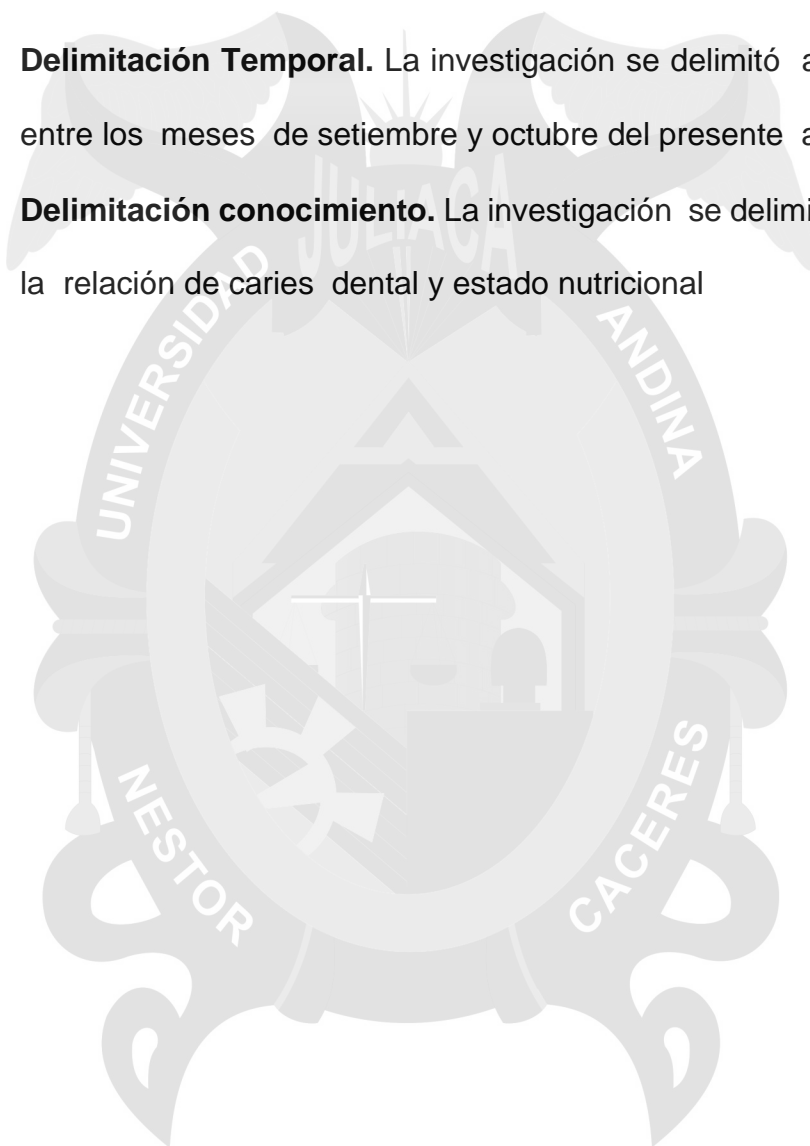 Delimitación Temporal. La investigación se delimitó
entre los meses de setiembre y octubre del presente
Delimitación conocimiento. La investigación se
la relación de caries dental y estado nutricional
JULIACA
UNIVERSIDAD
ANDINA
NESTOR
CACERES